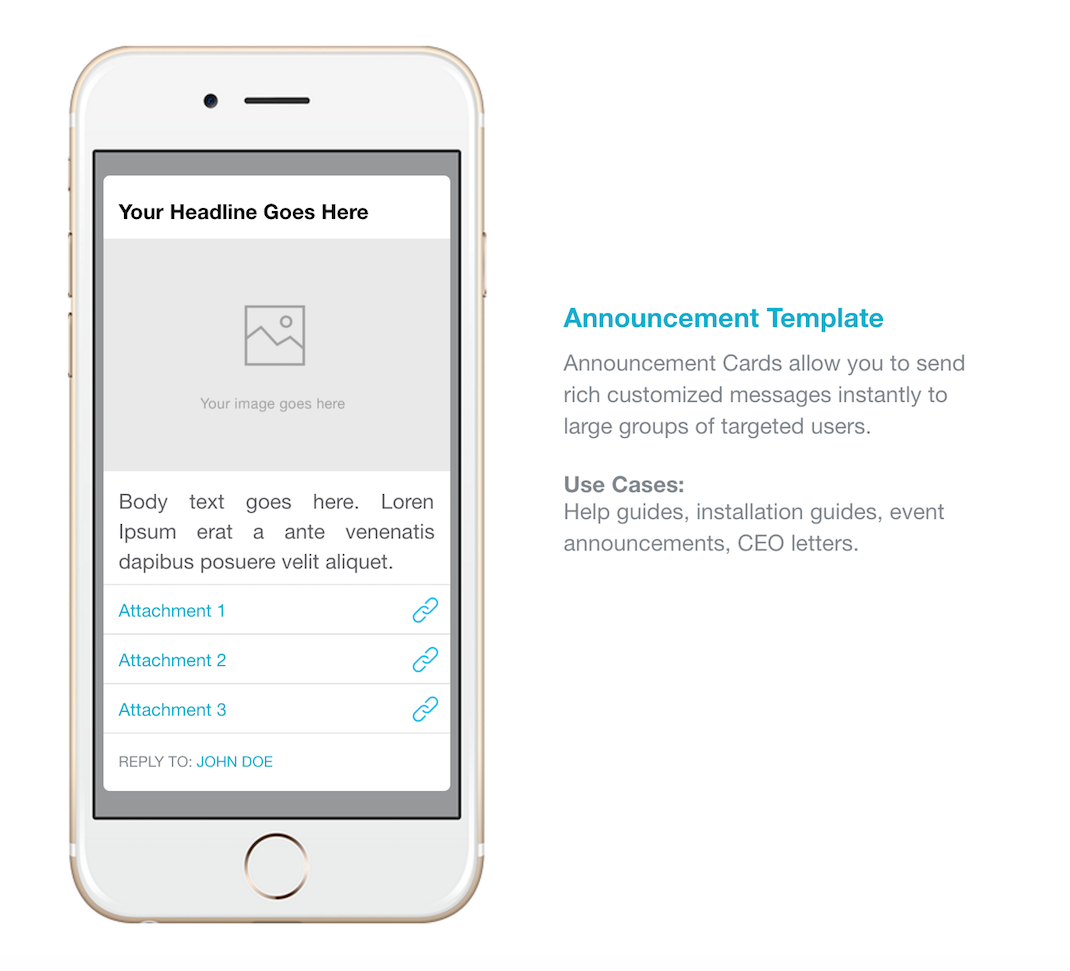 Your Headline Goes Here
Your image goes here
Body text goes here. Loren
Ipsum erat a ante venenatis
dapibus posuere velit aliquet.
Attachment 1
Attachment 2
Attachment 3
REPLY TO: JOHN DOE
Announcement Template
Announcement Cards allow you to send
rich customized messages instantly to
large groups of targeted users.
Use Cases:
Help guides, installation guides, event
announcements, CEO letters.